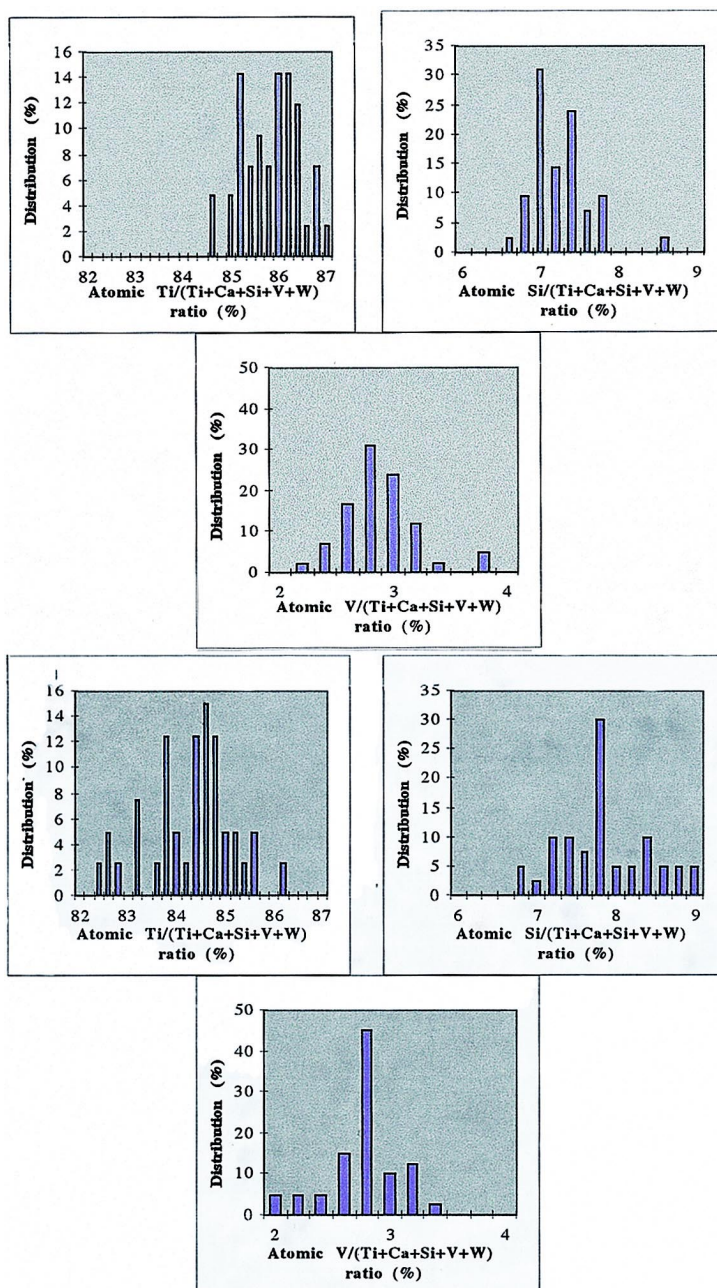 Distribution (%)
16
14
12
10
8
6
4
2
0
82 83 84 85 86 87
Atomic Ti/(Ti+Ca+Si+V+W)
ratio (%)
Distribution (%)
35
30
25
20
15
10
5
0
6 7 8 9
Atomic Si/(Ti+Ca+Si+V+W)
ratio (%)
Distribution (%)
50
40
30
20
10
0
2 3 4
Atomic V/(Ti+Ca+Si+V+W)
ratio (%)
Distribution (%)
16
14
12
10
8
6
4
2
0
82 83 84 85 86 87
Atomic Ti/(Ti+Ca+Si+V+W)
ratio (%)
Distribution (%)
35
30
25
20
15
10
5
0
6 7 8 9
Atomic Si/(Ti+Ca+Si+V+W)
ratio (%)
Distribution (%)
50
40
30
20
10
0
2 3 4
Atomic V/(Ti+Ca+Si+V+W)
ratio (%)